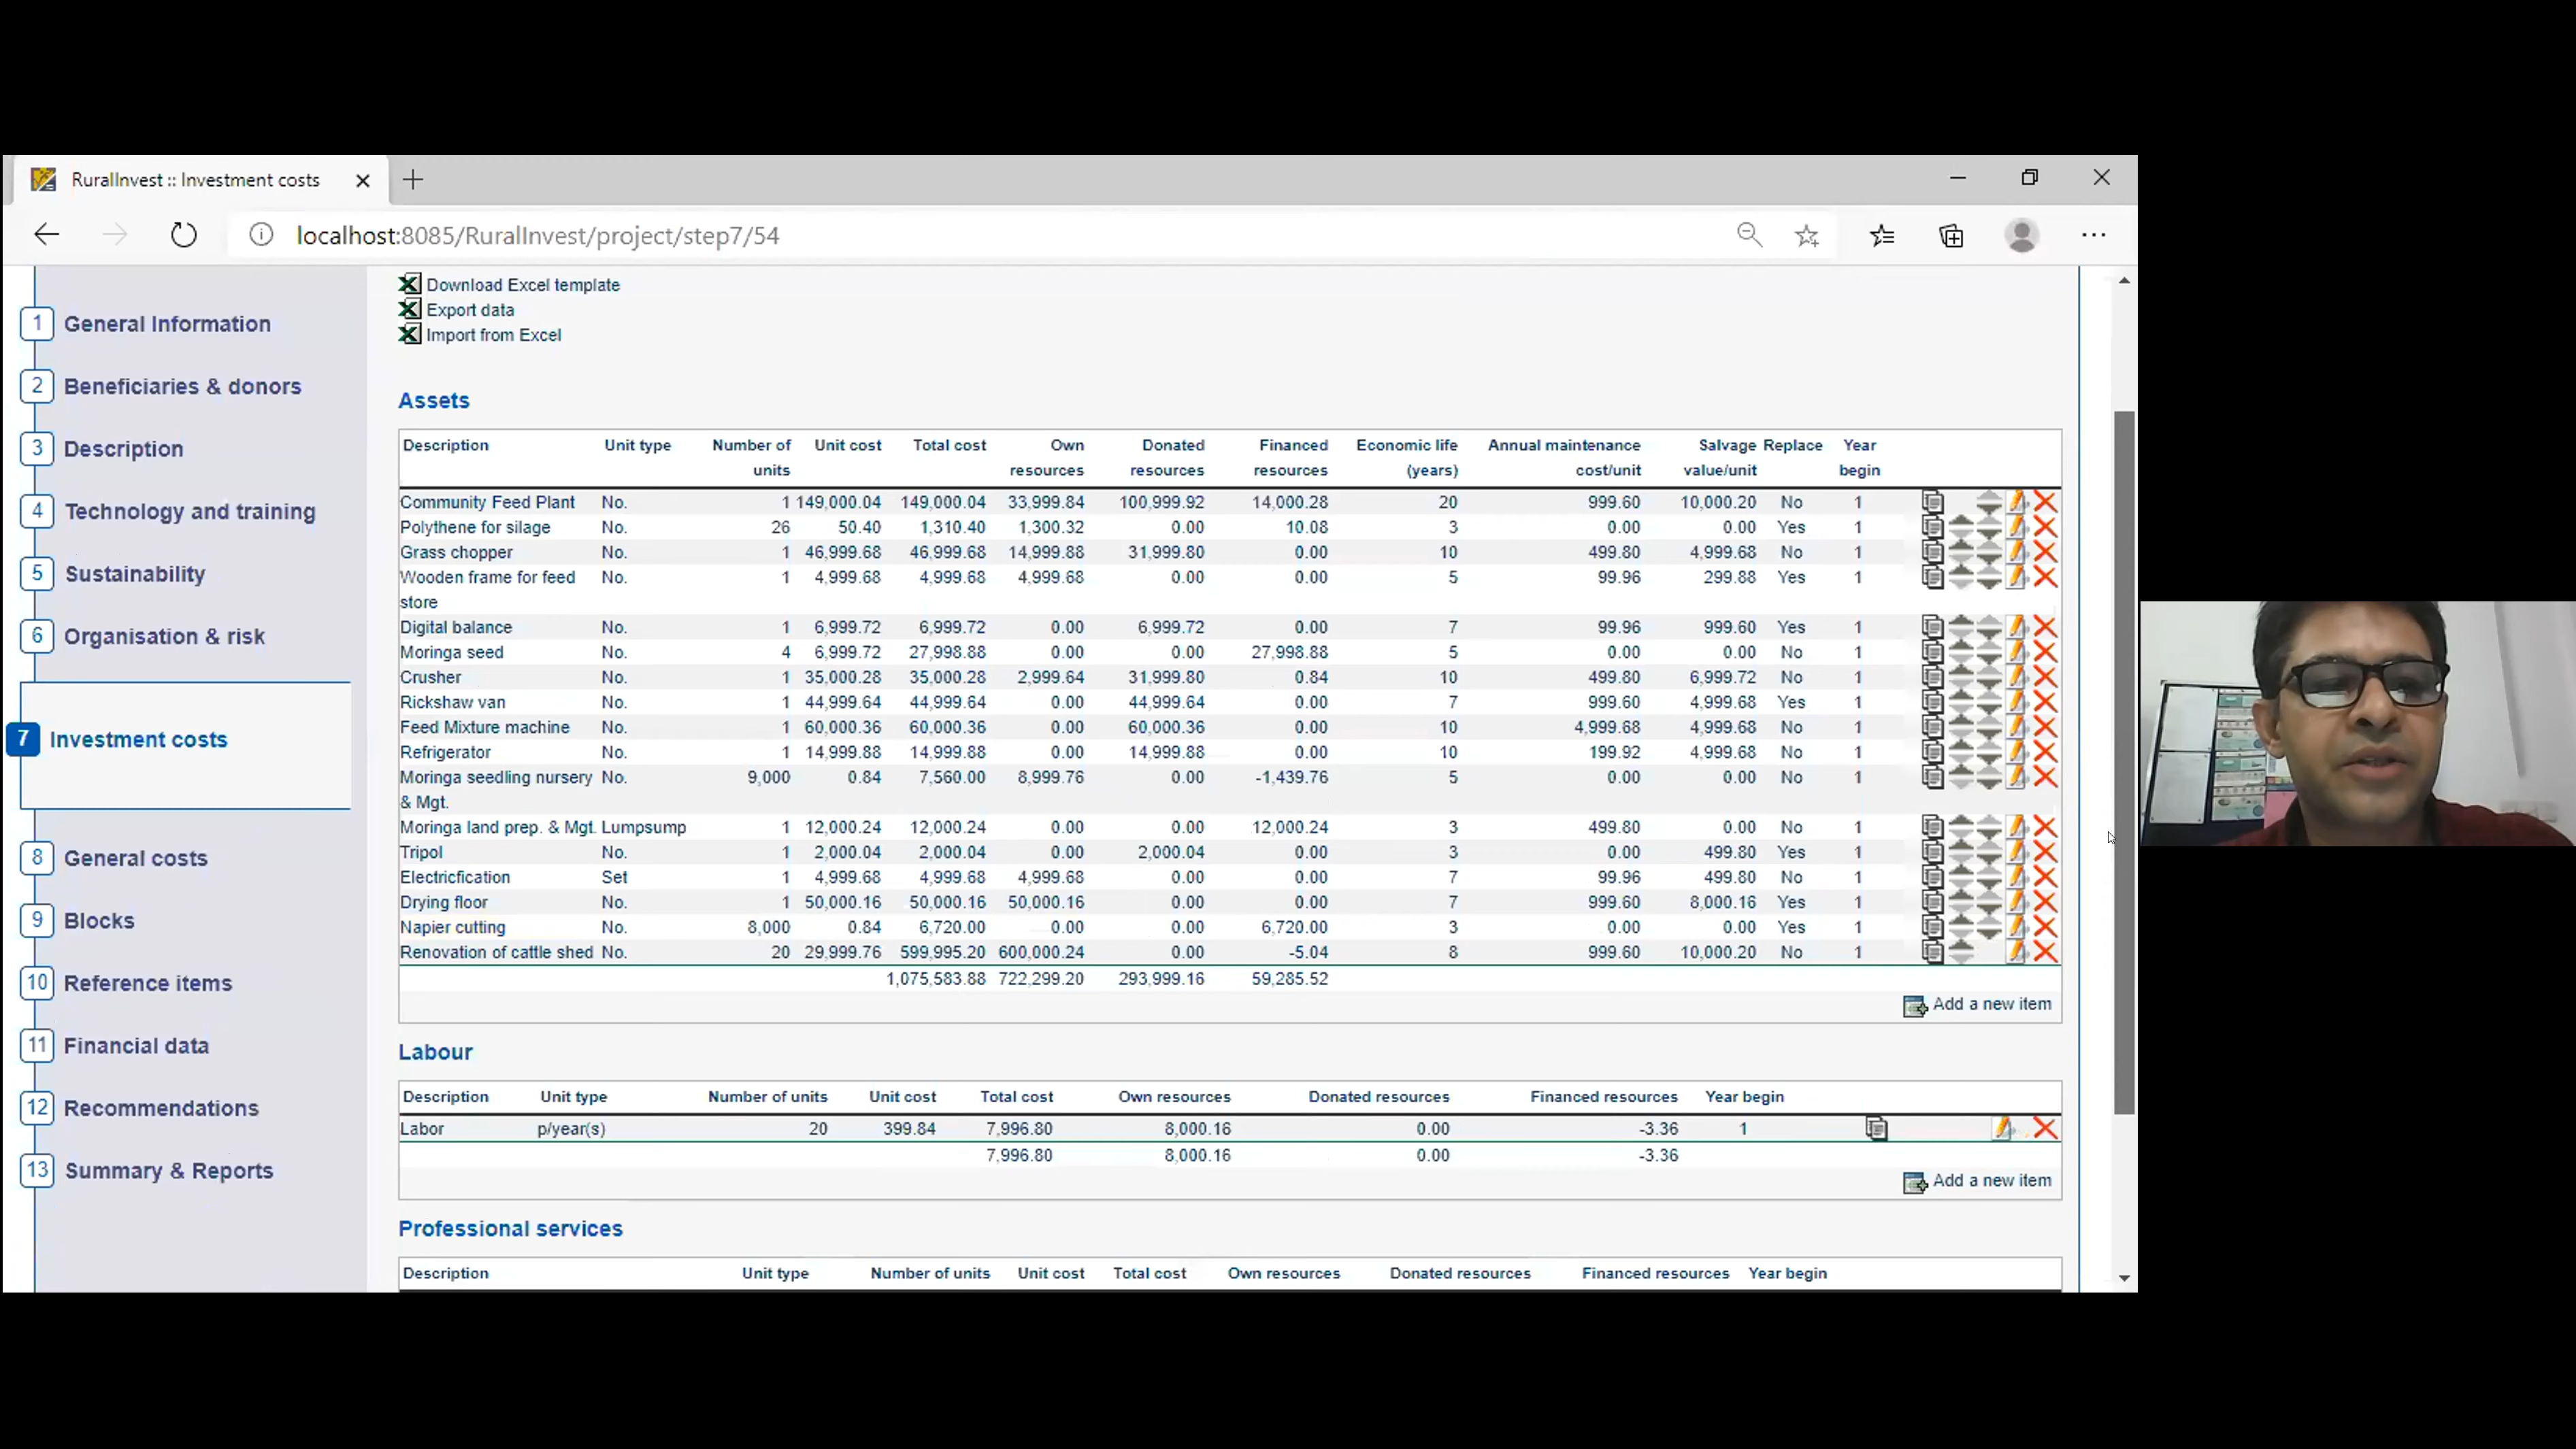 RuralInvest :: Investment costs
localhost:8085/RuralInvest/project/step7/54
1 General Information
2 Beneficiaries & donors
3 Description
4 Technology and training
5 Sustainability
6 Organisation & risk
7 Investment costs
8 General costs
9 Blocks
10 Reference items
11 Financial data
12 Recommendations
13 Summary & Reports
Download Excel template
Export data
Import from Excel
Assets
Description Unit type Number of units Unit cost Total cost Own resources Donated resources Financed resources Economic life (years) Annual maintenance cost/unit Salvage value/unit Replace Year begin
Community Feed Plant No. 1 149,000.04 149,000.04 33,999.84 100,999.92 14,000.28 20 999.60 10,000.20 No 1
Polythene for silage No. 26 50.40 1,310.40 1,300.32 0.00 10.08 3 0.00 0.00 Yes 1
Grass chopper No. 1 46,999.68 46,999.68 14,999.88 31,999.80 0.00 10 499.80 4,999.68 No 1
Wooden frame for feed store No. 1 4,999.68 4,999.68 4,999.68 0.00 0.00 5 99.96 299.88 Yes 1
Digital balance No. 1 6,999.72 6,999.72 0.00 6,999.72 0.00 7 99.96 999.60 Yes 1
Moringa seed No. 4 6,999.72 27,998.88 0.00 0.00 27,998.88 5 0.00 0.00 No 1
Crusher No. 1 35,000.28 35,000.28 2,999.64 31,999.80 0.84 10 499.80 6,999.72 No 1
Rickshaw van No. 1 44,999.64 44,999.64 0.00 44,999.64 0.00 7 999.60 4,999.68 Yes 1
Feed Mixture machine No. 1 60,000.36 60,000.36 0.00 60,000.36 0.00 10 4,999.68 4,999.68 No 1
Refrigerator No. 1 14,999.88 14,999.88 0.00 14,999.88 0.00 10 199.92 4,999.68 No 1
Moringa seedling nursery & Mgt. No. 9,000 0.84 7,560.00 8,999.76 0.00 -1,439.76 5 0.00 0.00 No 1
Moringa land prep. & Mgt. Lumpsump 1 12,000.24 12,000.24 0.00 0.00 12,000.24 3 499.80 0.00 No 1
Tripol No. 1 2,000.04 2,000.04 0.00 2,000.04 0.00 3 0.00 499.80 Yes 1
Electricfication Set 1 4,999.68 4,999.68 4,999.68 0.00 0.00 7 99.96 499.80 No 1
Drying floor No. 1 50,000.16 50,000.16 50,000.16 0.00 0.00 7 999.60 8,000.16 Yes 1
Napier cutting No. 8,000 0.84 6,720.00 0.00 0.00 6,720.00 3 0.00 0.00 Yes 1
Renovation of cattle shed No. 20 29,999.76 599,995.20 600,000.24 0.00 -5.04 8 999.60 10,000.20 No 1
1,075,583.88 722,299.20 293,999.16 59,285.52
Add a new item
Labour
Description Unit type Number of units Unit cost Total cost Own resources Donated resources Financed resources Year begin
Labor p/year(s) 20 399.84 7,996.80 8,000.16 0.00 -3.36 1
7,996.80 8,000.16 0.00 -3.36
Add a new item
Professional services
Description Unit type Number of units Unit cost Total cost Own resources Donated resources Financed resources Year begin